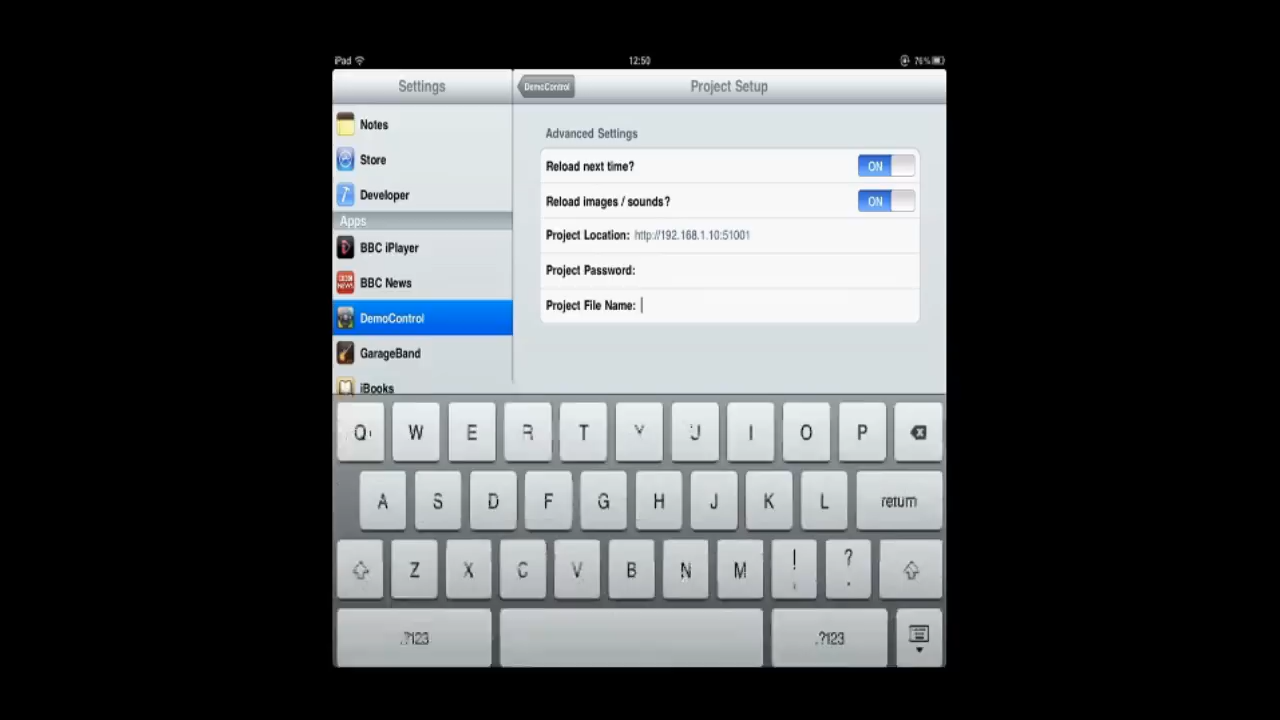 iPad 12:50 76%
Settings DemoControl Project Setup
Notes
Store
Developer
Apps
BBC iPlayer
BBC NEWS BBC News
DemoControl
GarageBand
iBooks
Advanced Settings
Reload next time? ON
Reload images / sounds? ON
Project Location: http://192.168.1.10:51001
Project Password:
Project File Name:
Q W E R T Y U I O P
A S D F G H J K L return
Z X C V B N M ! , ? .
.?123 .?123